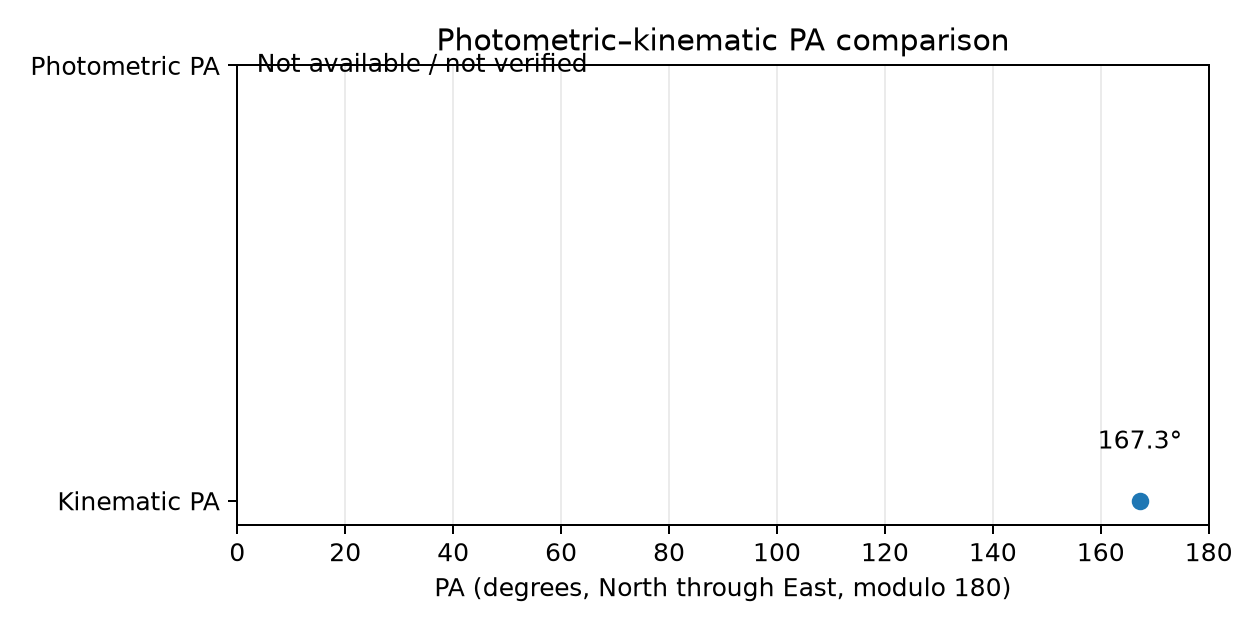 Photometric–kinematic PA comparison
Photometric PA
Not available / not verified
167.3°
Kinematic PA
0 20 40 60 80 100 120 140 160 180
PA (degrees, North through East, modulo 180)